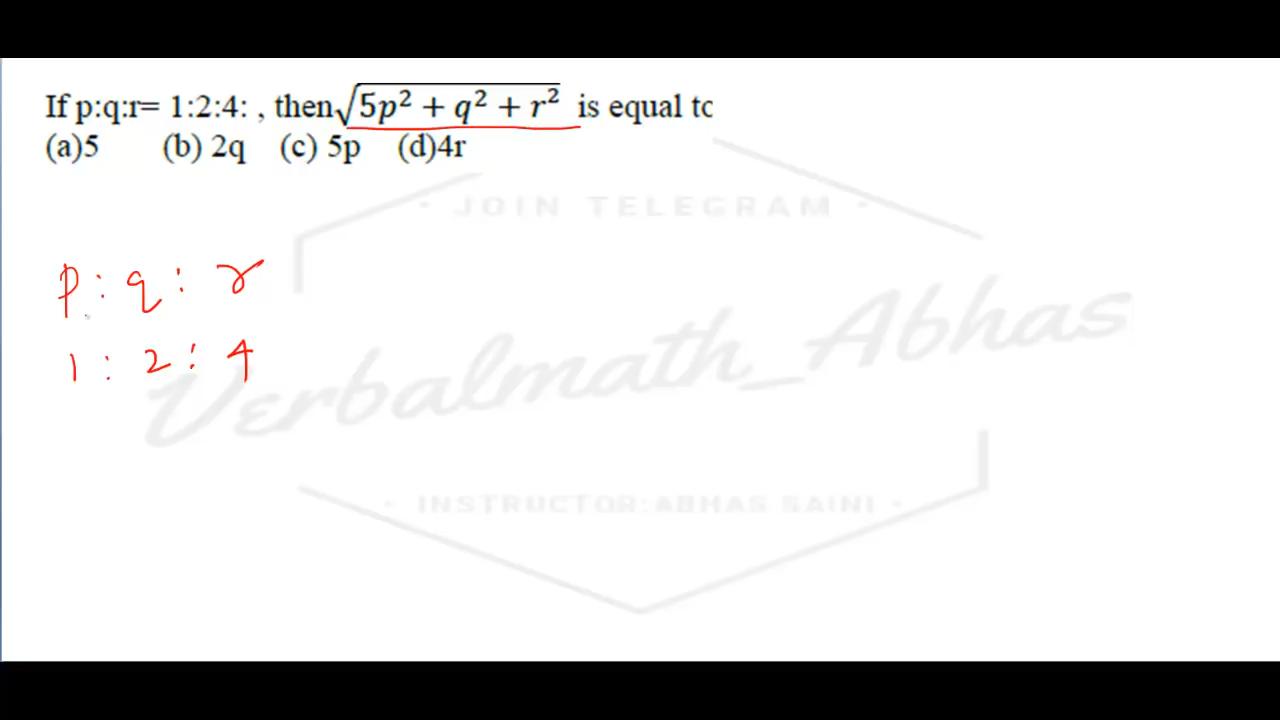 If p:q:r= 1:2:4: , then√5p² + q² + r² is equal to
(a)5 (b) 2q (c) 5p (d)4r
· JOIN TELEGRAM ·
p : q : r
1 : 2 : 4
Verbalmath_Abhas
· INSTRUCTOR:ABHAS SAINI ·